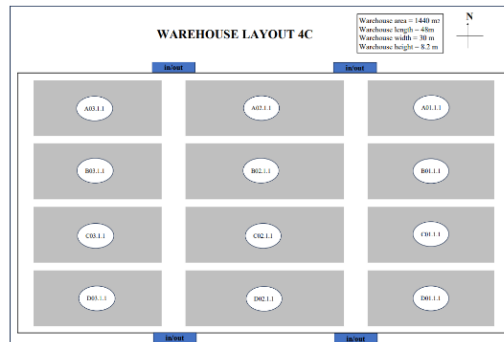 WAREHOUSE LAYOUT 4C
Warehouse area = 1440 m²
Warehouse length = 48m
Warehouse width = 30 m
Warehouse height = 8.2 m
N
in/out in/out
A03.1.1 A02.1.1 A01.1.1
B03.1.1 B02.1.1 B01.1.1
C03.1.1 C02.1.1 C01.1.1
D03.1.1 D02.1.1 D01.1.1
in/out in/out